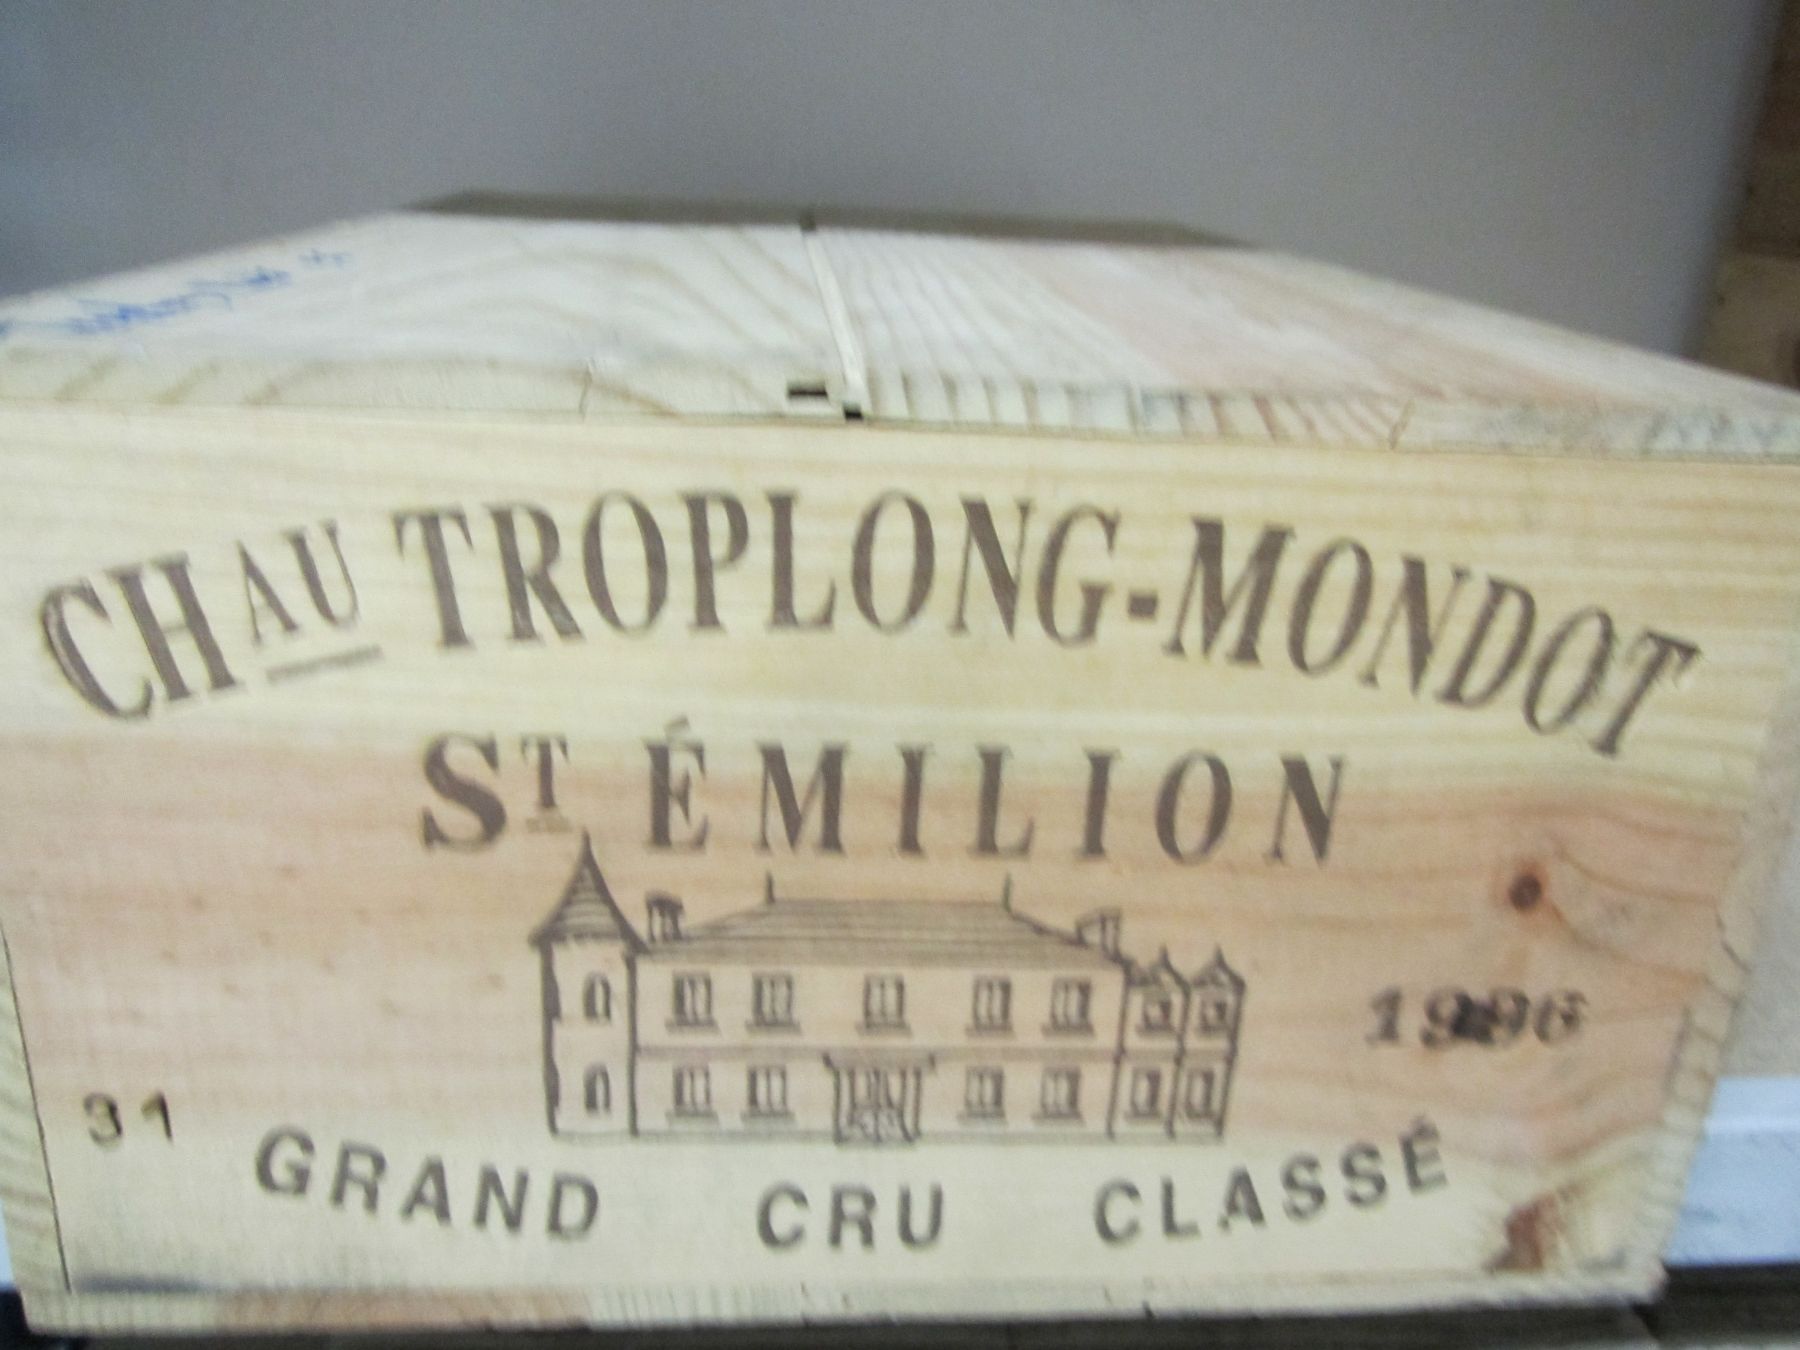 CHAU TROPLONG-MONDOT
ST ÉMILION
1996
31
GRAND CRU CLASSÉ